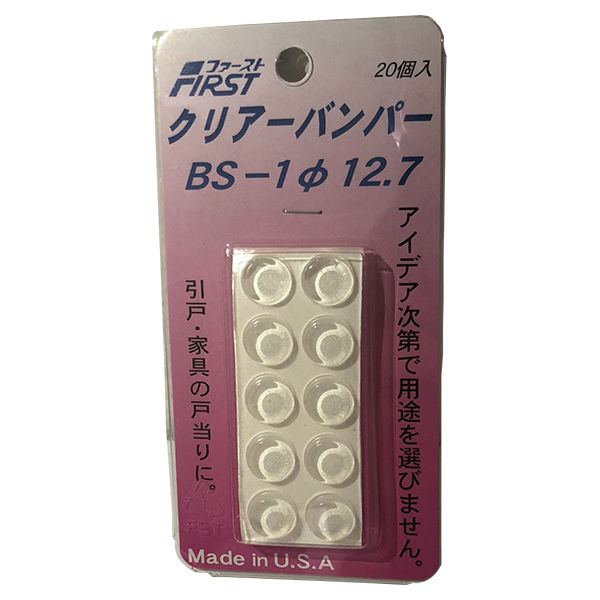 ファースト
FIRST
20個入
クリアーバンパー
BS-1φ12.7
アイデア次第で用途を選びません。
引戸・家具の戸当りに。
PET
Made in U.S.A